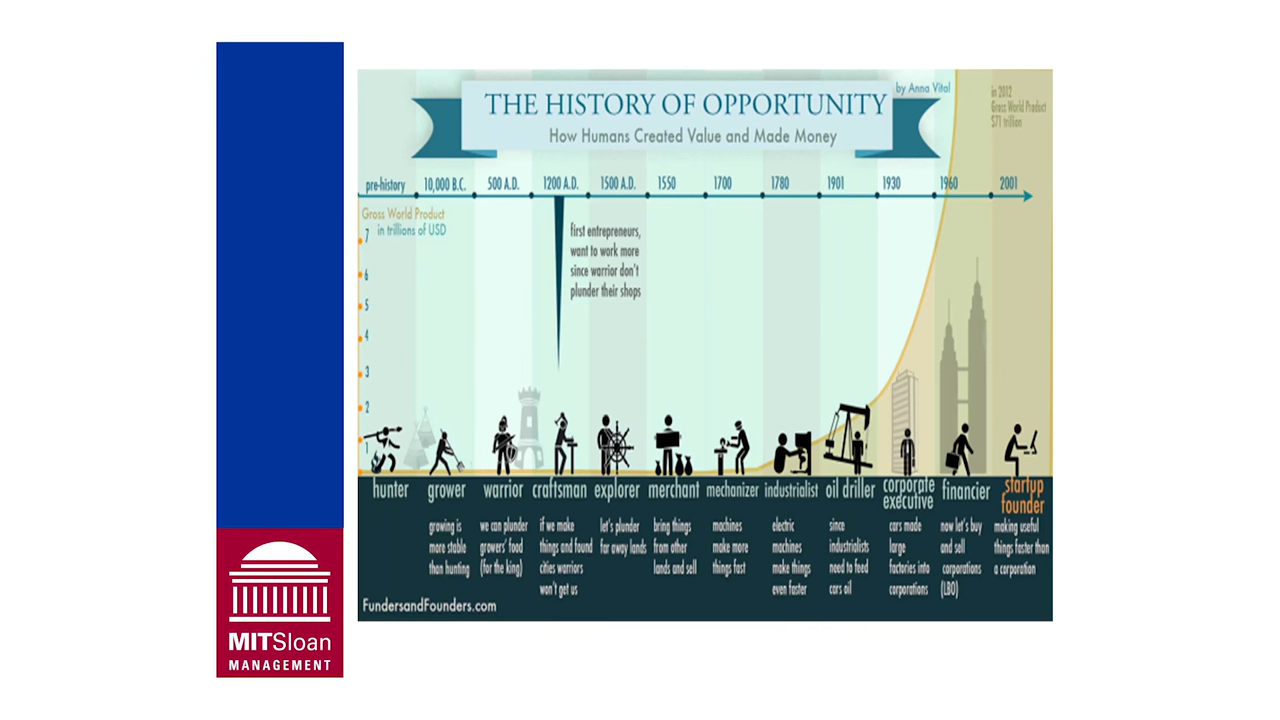 THE HISTORY OF OPPORTUNITY
by Anna Vital
How Humans Created Value and Made Money
in 2012
Gross World Product
$71 trillion
pre-history 10,000 B.C. 500 A.D. 1200 A.D. 1500 A.D. 1550 1700 1780 1901 1930 1960 2001
Gross World Product
in trillions of USD
7
6
5
4
3
2
1
first entrepreneurs,
want to work more
since warrior don't
plunder their shops
hunter
grower
growing is
more stable
than hunting
warrior
we can plunder
growers' food
(for the king)
craftsman
if we make
things and found
cities warriors
won't get us
explorer
let's plunder
far away lands
merchant
bring things
from other
lands and sell
mechanizer
machines
make more
things fast
industrialist
electric
machines
make things
even faster
oil driller
since
industrialists
need to feed
cars oil
corporate
executive
cars made
large
factories into
corporations
financier
now let's buy
and sell
corporations
(LBO)
startup
founder
making useful
things faster than
a corporation
FundersandFounders.com
MITSloan
MANAGEMENT